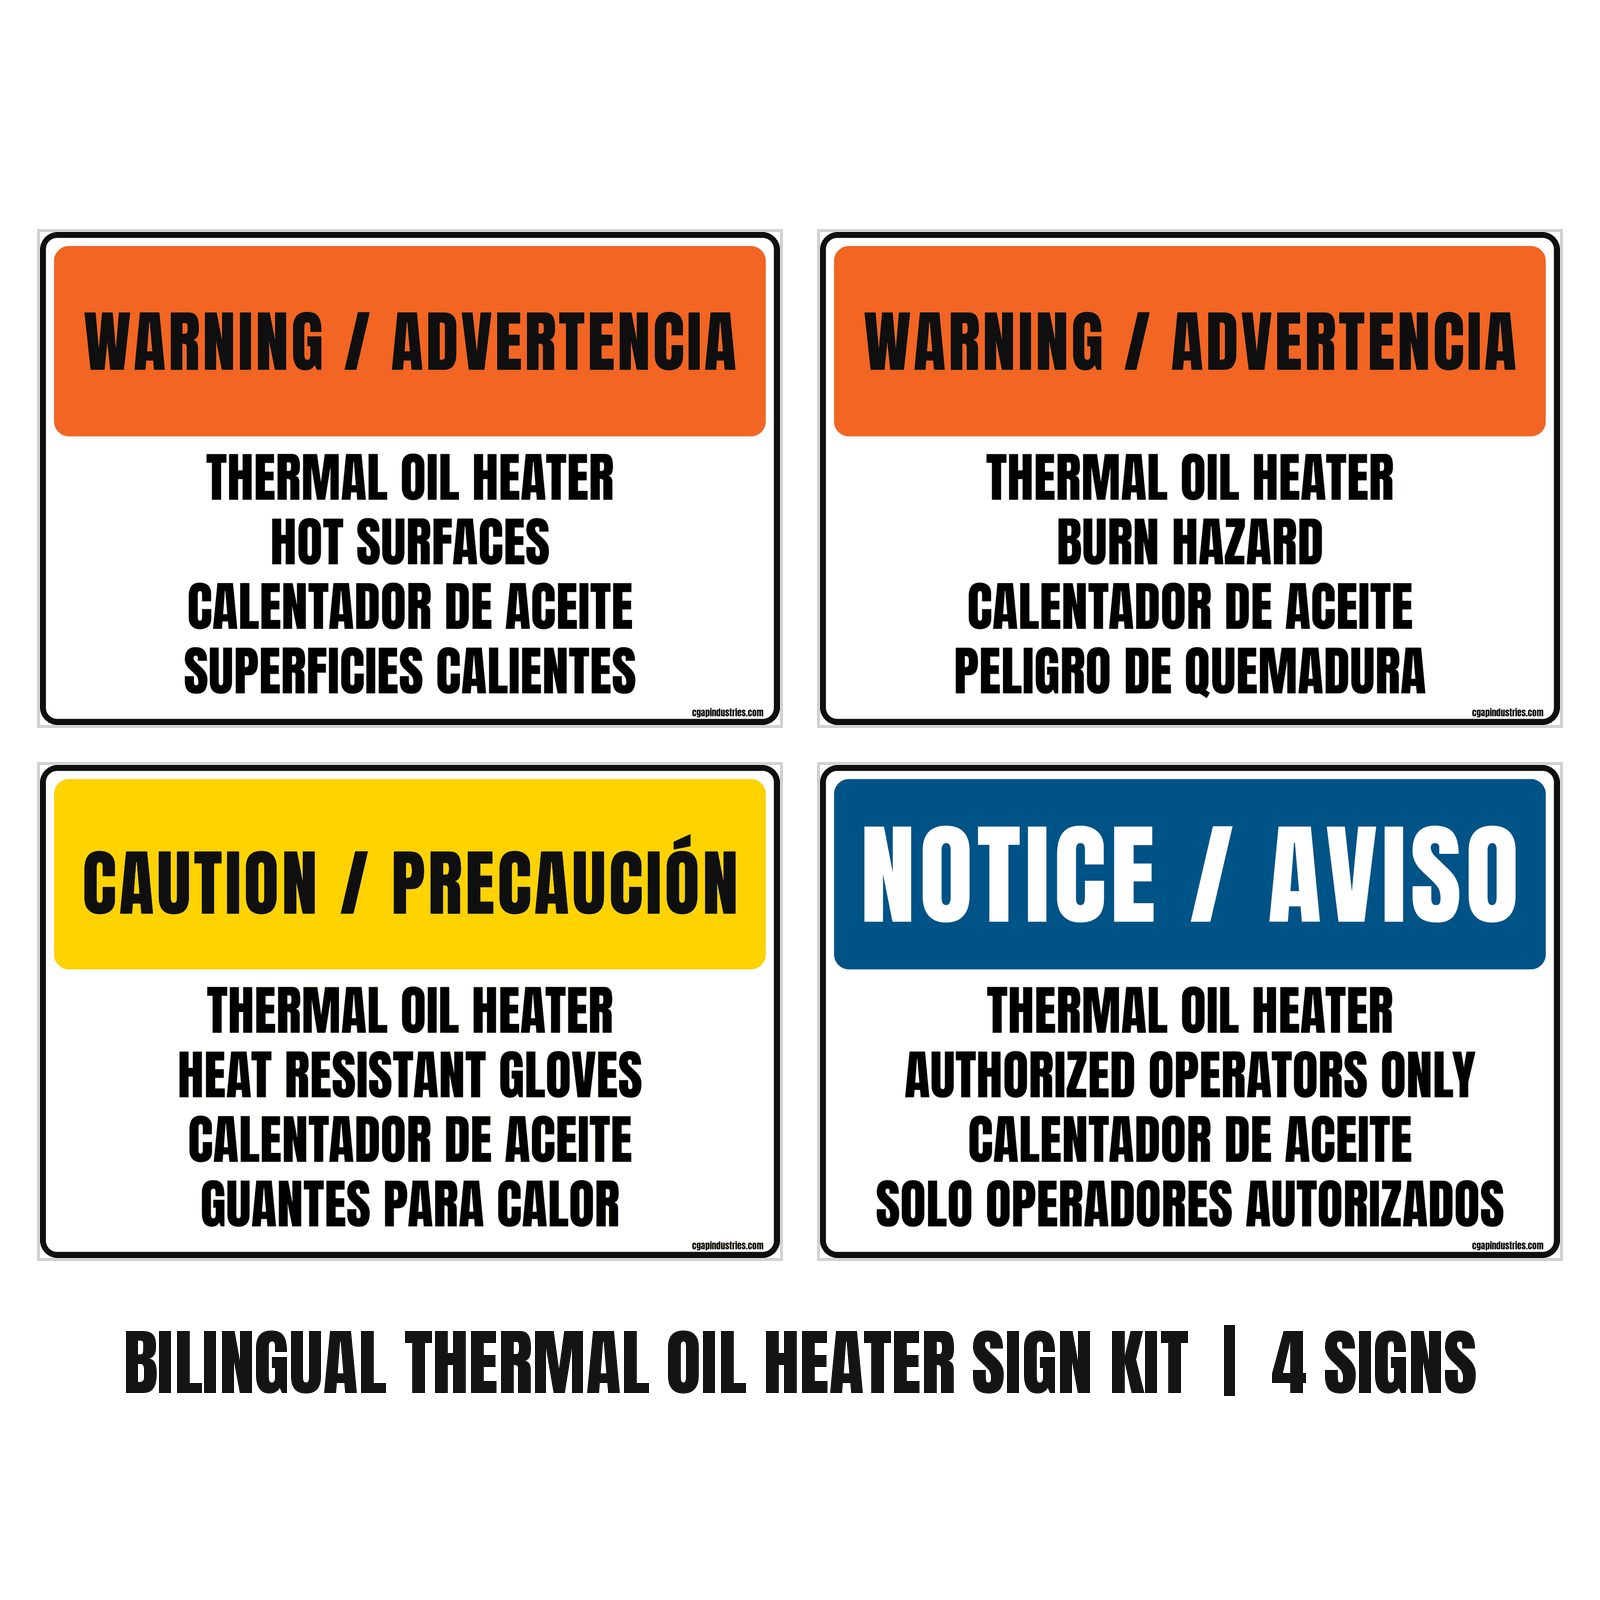 WARNING / ADVERTENCIA
THERMAL OIL HEATER
HOT SURFACES
CALENTADOR DE ACEITE
SUPERFICIES CALIENTES
cgapindustries.com
WARNING / ADVERTENCIA
THERMAL OIL HEATER
BURN HAZARD
CALENTADOR DE ACEITE
PELIGRO DE QUEMADURA
cgapindustries.com
CAUTION / PRECAUCIÓN
THERMAL OIL HEATER
HEAT RESISTANT GLOVES
CALENTADOR DE ACEITE
GUANTES PARA CALOR
cgapindustries.com
NOTICE / AVISO
THERMAL OIL HEATER
AUTHORIZED OPERATORS ONLY
CALENTADOR DE ACEITE
SOLO OPERADORES AUTORIZADOS
cgapindustries.com
BILINGUAL THERMAL OIL HEATER SIGN KIT | 4 SIGNS